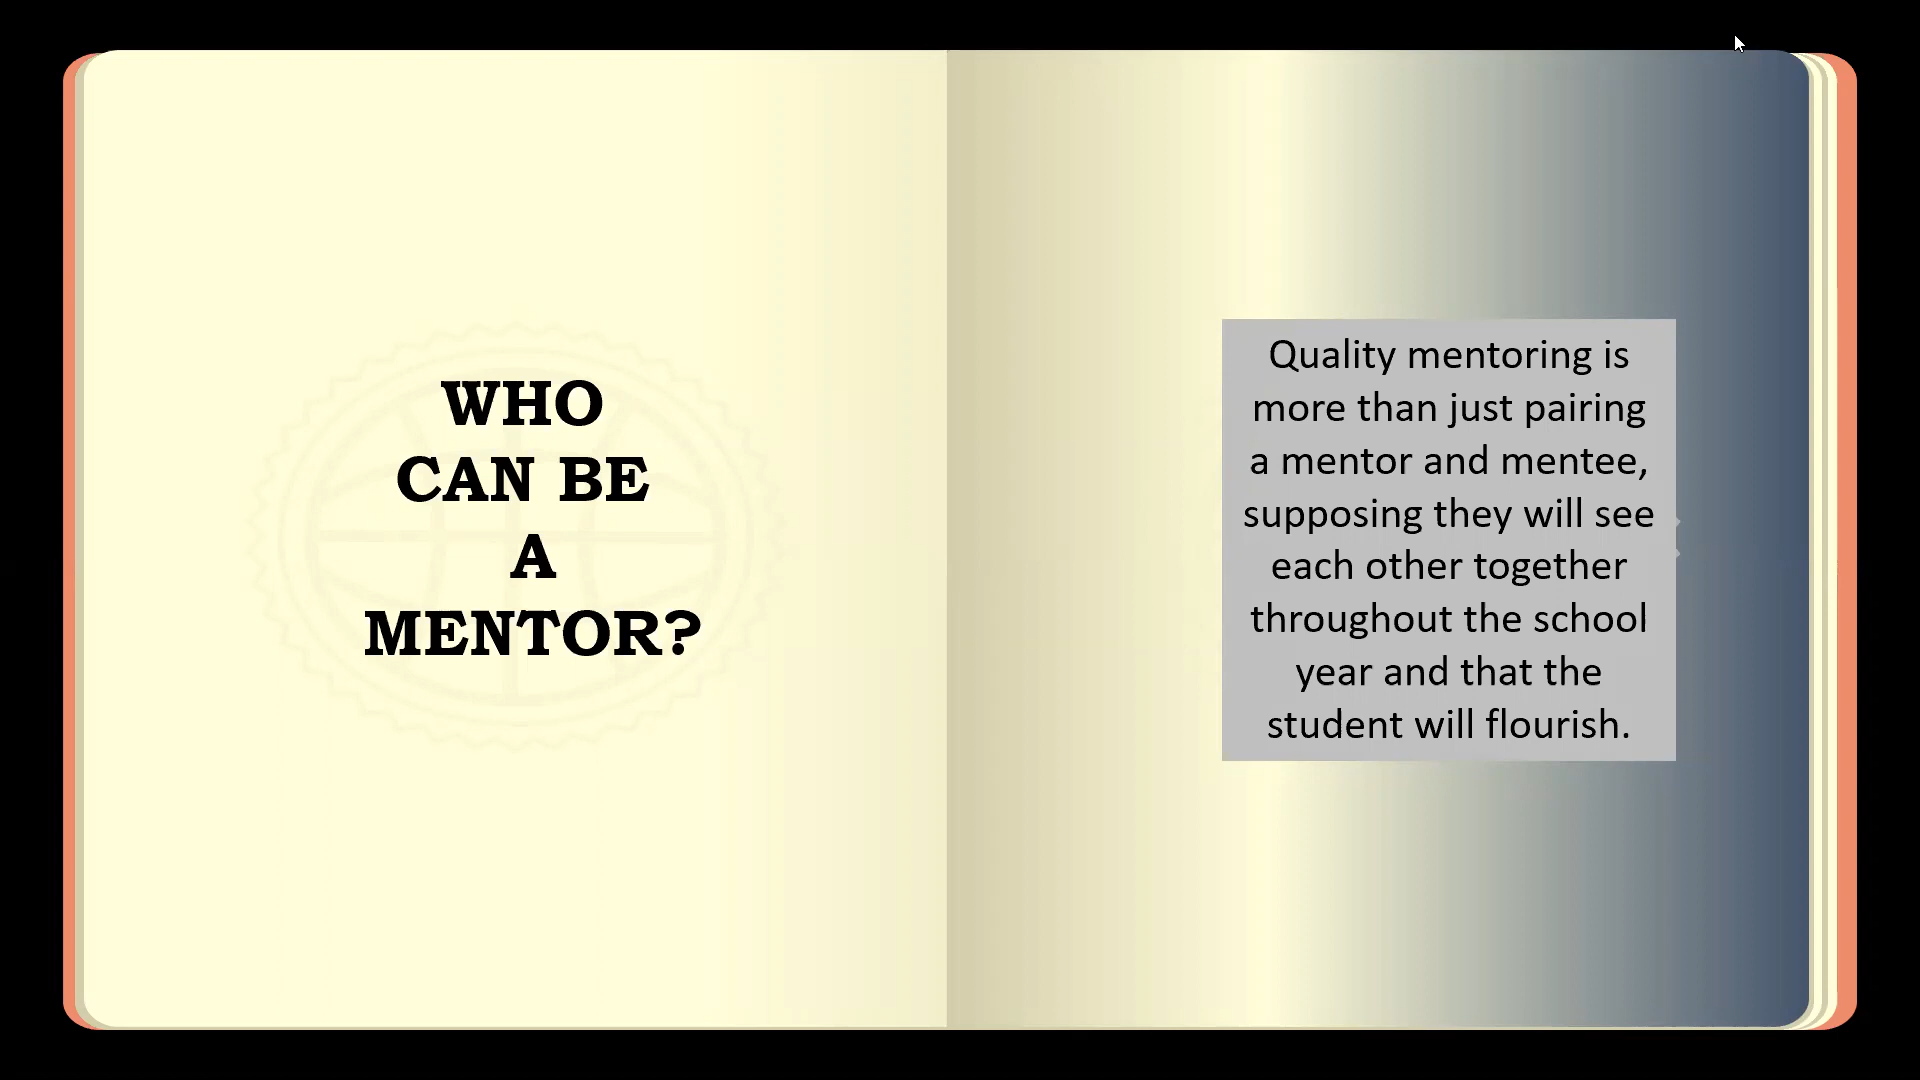 WHO
CAN BE
A
MENTOR?
Quality mentoring is
more than just pairing
a mentor and mentee,
supposing they will see
each other together
throughout the school
year and that the
student will flourish.